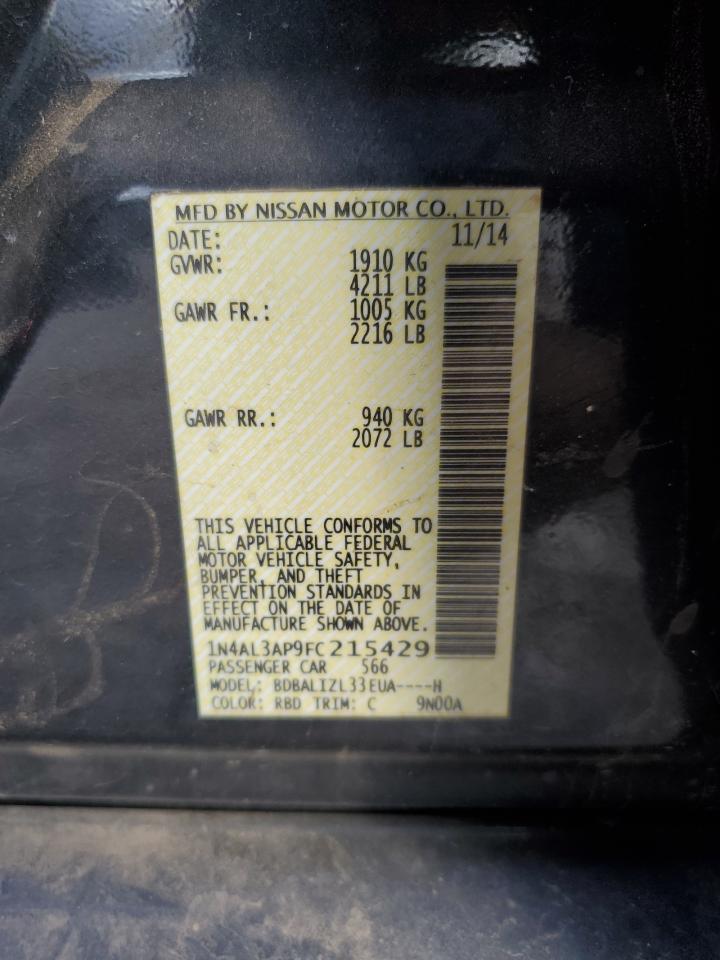 MFD BY NISSAN MOTOR CO., LTD.
DATE: 11/14
GVWR: 1910 KG
4211 LB
GAWR FR.: 1005 KG
2216 LB
GAWR RR.: 940 KG
2072 LB
THIS VEHICLE CONFORMS TO
ALL APPLICABLE FEDERAL
MOTOR VEHICLE SAFETY,
BUMPER, AND THEFT
PREVENTION STANDARDS IN
EFFECT ON THE DATE OF
MANUFACTURE SHOWN ABOVE.
1N4AL3AP9FC215429
PASSENGER CAR 566
MODEL: BDBALIZL33EUA----H
COLOR: RBD TRIM: C 9N00A